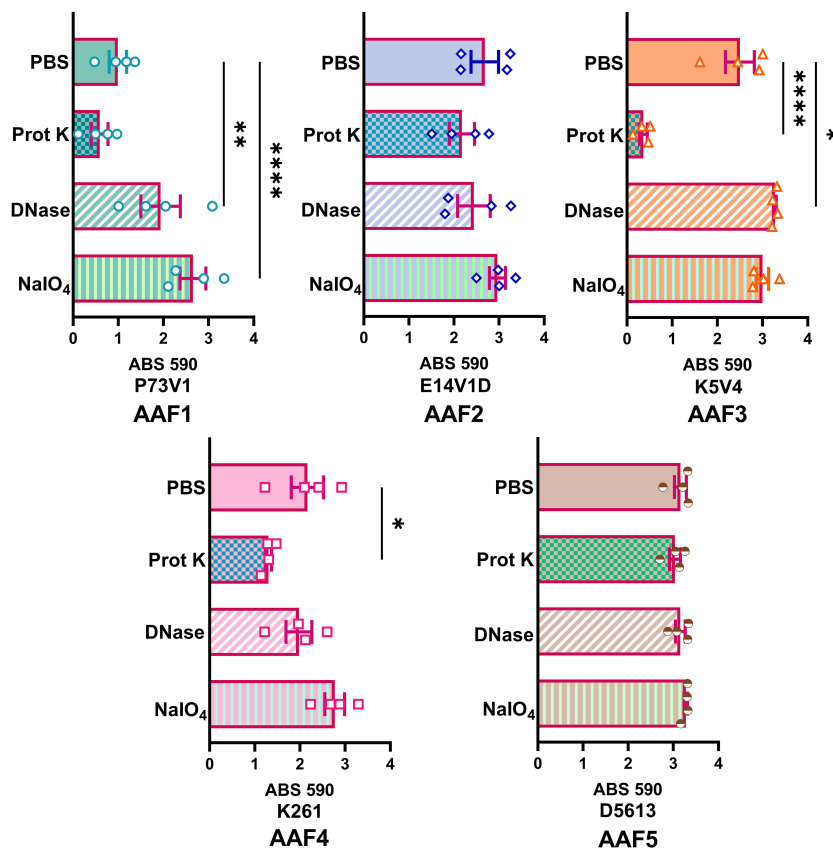 PBS
Prot K
DNase
NaIO4
0 1 2 3 4
ABS 590
P73V1
AAF1
**
****
0 1 2 3 4
ABS 590
E14V1D
AAF2
0 1 2 3 4
ABS 590
K5V4
AAF3
PBS
Prot K
DNase
NaIO4
****
*
PBS
Prot K
DNase
NaIO4
0 1 2 3 4
ABS 590
K261
AAF4
*
PBS
Prot K
DNase
NaIO4
0 1 2 3 4
ABS 590
D5613
AAF5
PBS
Prot K
DNase
NaIO4